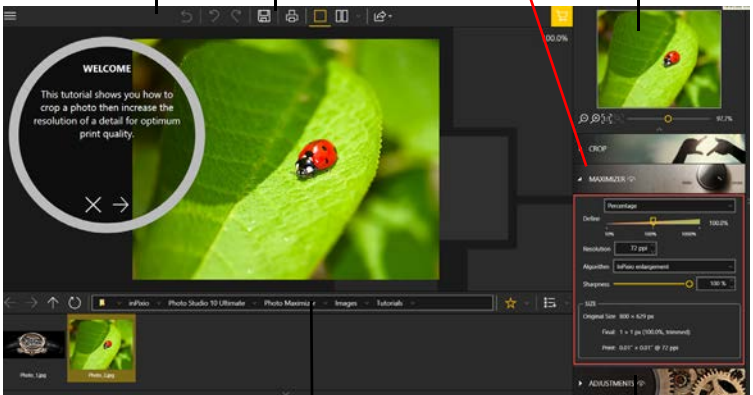 00.0%
WELCOME
This tutorial shows you how to
crop a photo then increase the
resolution of a detail for optimum
print quality.
97.7%
CROP
MAXIMIZER
Percentage
Define
100.0%
10% 100% 1000%
Resolution 72 ppi
Algorithm InPixio enlargement
Sharpness 100 %
SIZE
Original Size 800 × 629 px
Final: 1 × 1 px (100.0%, trimmed)
Print: 0.01" × 0.01" @ 72 ppi
inPixio Photo Studio 10 Ultimate Photo Maximizer Images Tutorials
Photo_1.jpg Photo_2.jpg
ADJUSTMENTS